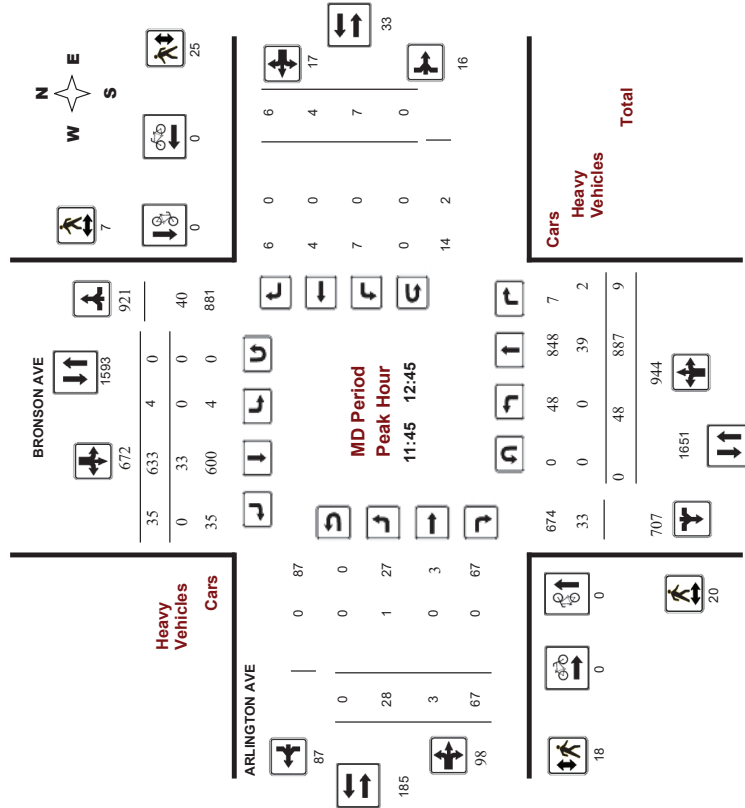 N
W E
S
25
0
7
0
BRONSON AVE
1593
672 921
35 633 4 0
0 33 0 0 40
35 600 4 0 881
Heavy
Vehicles
Cars
33
17
16
6 0 6
4 0 4
7 0 7
0 0 0
14 2
MD Period
Peak Hour
11:45 12:45
ARLINGTON AVE
87 0 87
0 0 0
28 1 27
3 0 3
67 0 67
87
185
98
Cars
Heavy
Vehicles
Total
674 0 48 848 7
33 0 0 39 2
0 48 887 9
707 944
1651
0
0
20
18